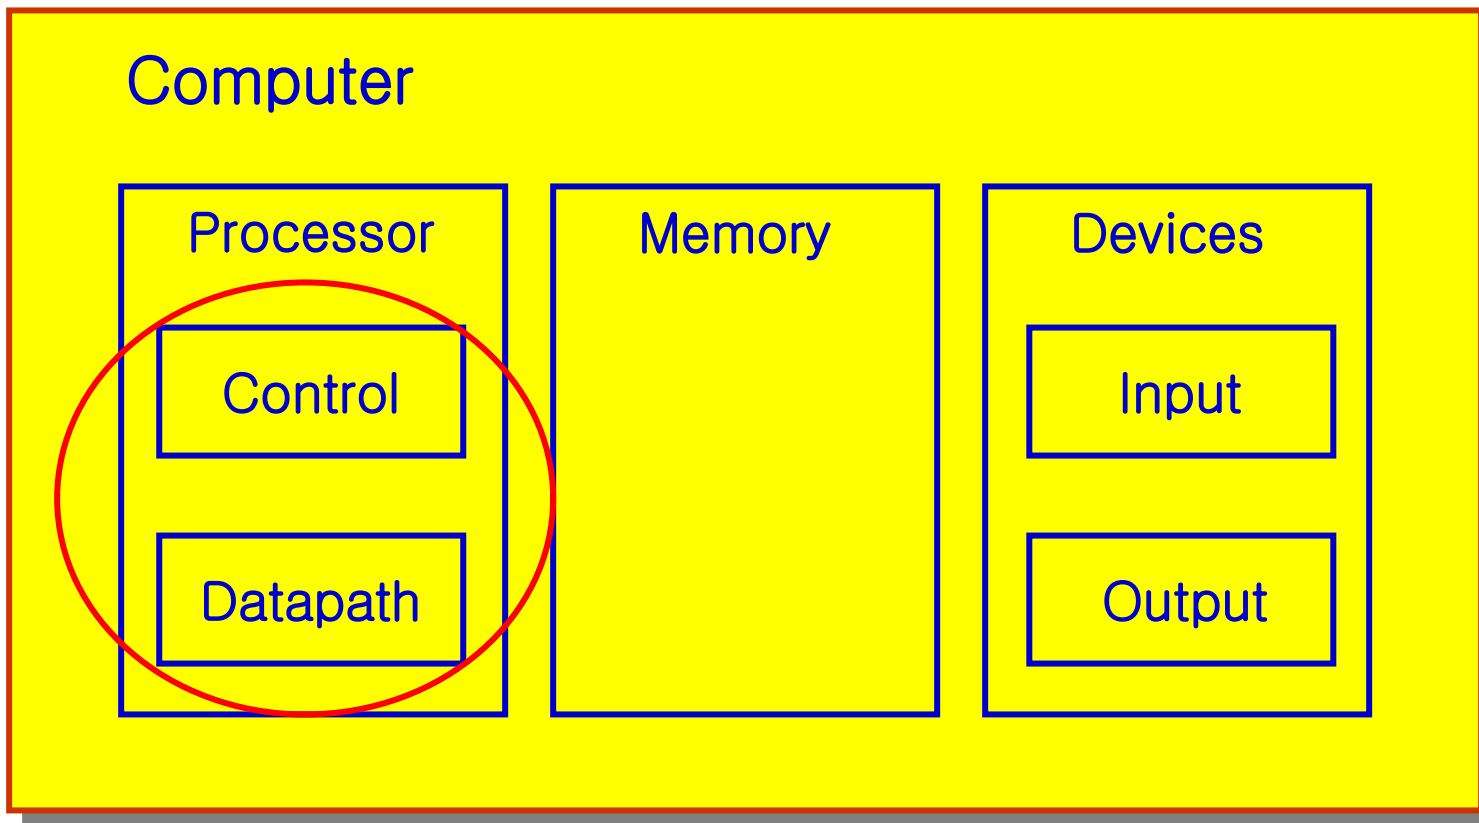 Computer
Processor
Control
Datapath
Memory
Devices
Input
Output